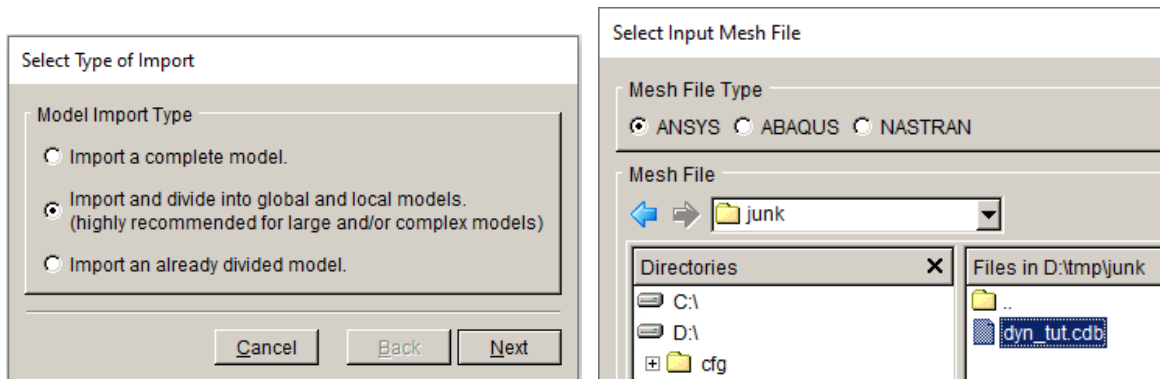 Select Type of Import
Model Import Type
Import a complete model.
Import and divide into global and local models.
(highly recommended for large and/or complex models)
Import an already divided model.
Cancel
Back
Next
Select Input Mesh File
Mesh File Type
ANSYS ABAQUS NASTRAN
Mesh File
junk
Directories
C:\
D:\
cfg
Files in D:\tmp\junk
..
dyn_tut.cdb